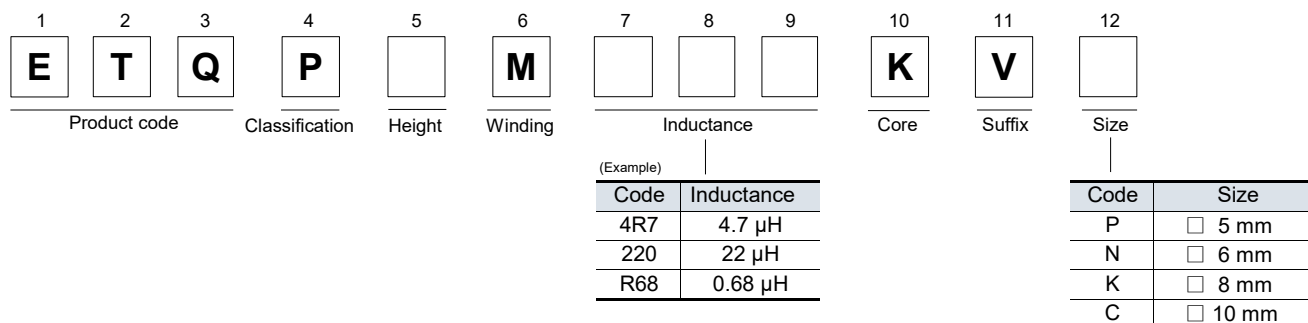 1 2 3 4 5 6 7 8 9 10 11 12
E T Q P M K V
Product code Classification Height Winding Inductance Core Suffix Size
(Example)
Code Inductance
4R7 4.7 μH
220 22 μH
R68 0.68 μH
Code Size
P □ 5 mm
N □ 6 mm
K □ 8 mm
C □ 10 mm